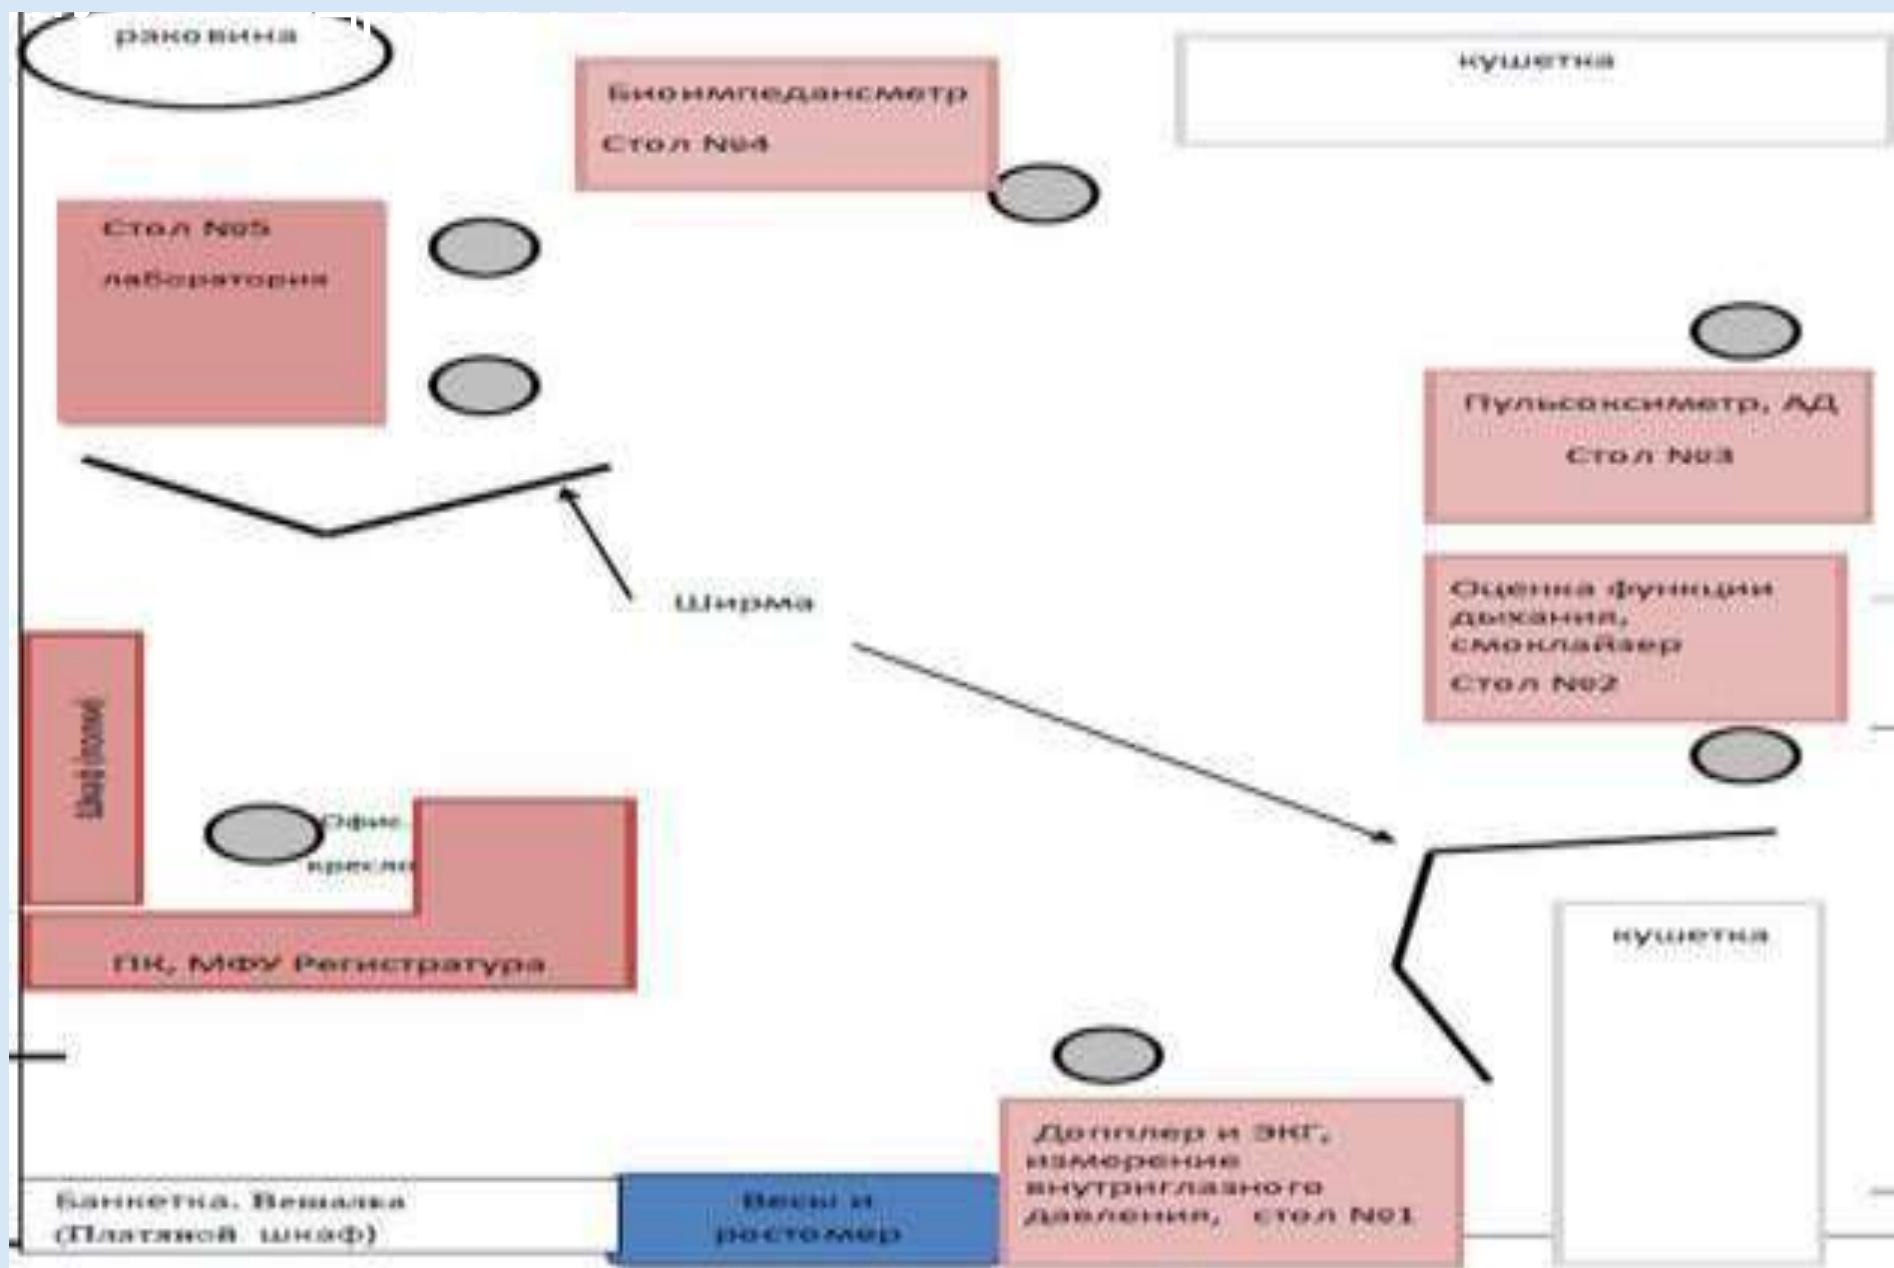 раковина
кушетка
Биоимпедансметр
Стол №4
Стол №5
лаборатория
Пульсоксиметр, АД
Стол №3
Оценка функции
дыхания,
смоклайзер
Стол №2
Ширма
Шкаф (полки)
Офис.
кресло
ПК, МФУ Регистратура
кушетка
Допплер и ЭКГ,
измерение
внутриглазного
давления, стол №1
Банкетка. Вешалка
(Платяной шкаф)
Весы и
ростомер